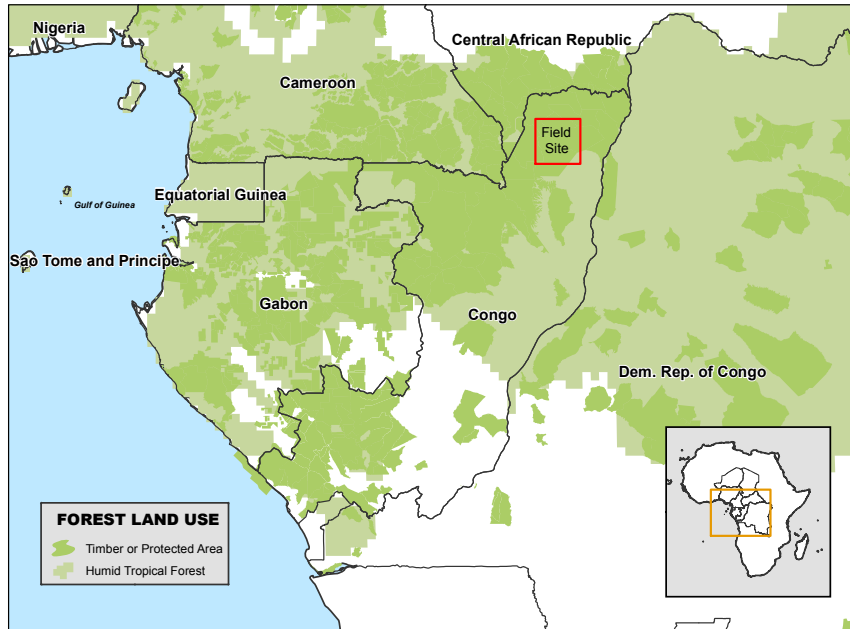 Nigeria
Central African Republic
Cameroon
Field
Site
Equatorial Guinea
Gulf of Guinea
Sao Tome and Principe
Gabon
Congo
Dem. Rep. of Congo
FOREST LAND USE
Timber or Protected Area
Humid Tropical Forest